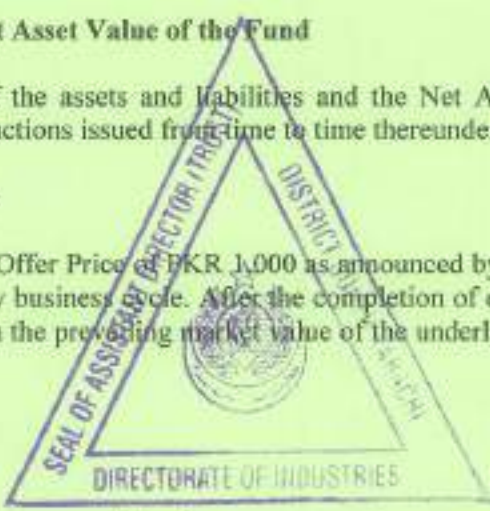 t Asset Value of the Fund
f the assets and liabilities and the Net A
uctions issued from time to time thereunde
Offer Price of PKR 1,000 as announced by
y business cycle. After the completion of
n the prevailing market value of the underl
SEAL OF ASSISTANT DIRECTOR (TRUST)
DISTRICT
DIRECTORATE OF INDUSTRIES